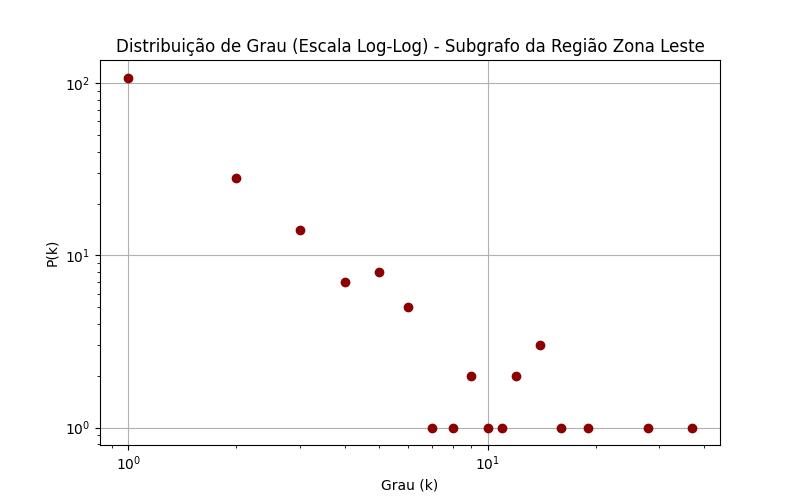 Distribuição de Grau (Escala Log-Log) - Subgrafo da Região Zona Leste
P(k)
10²
10¹
10⁰
10⁰ 10¹
Grau (k)